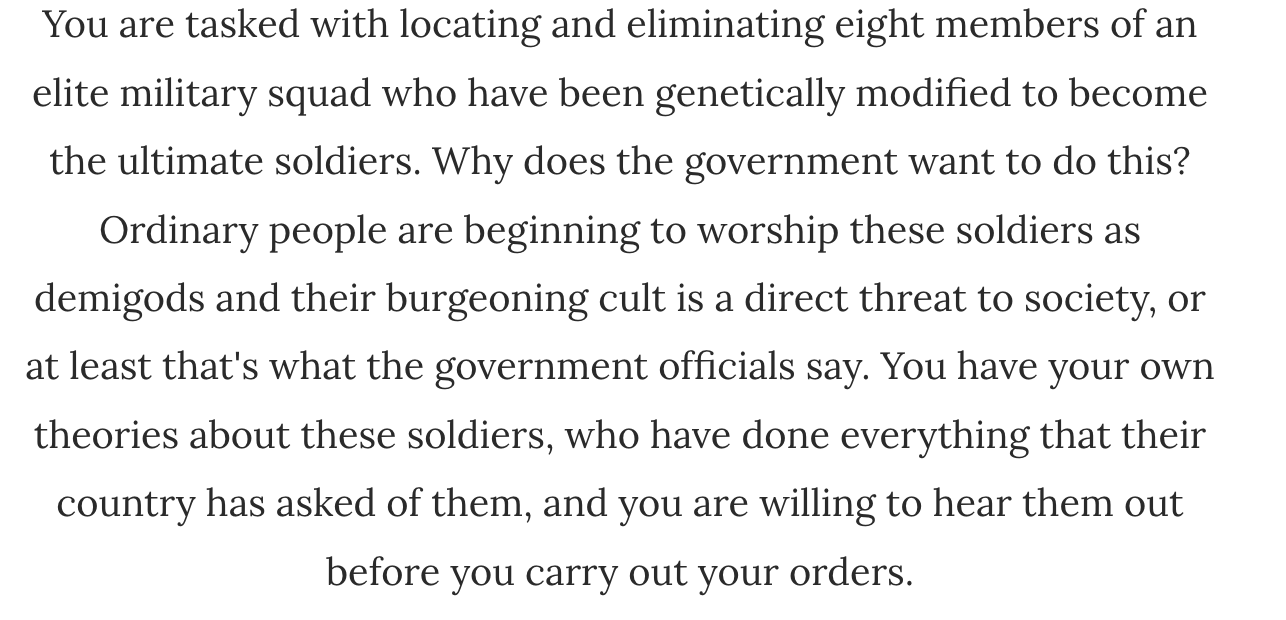 You are tasked with locating and eliminating eight members of an
elite military squad who have been genetically modified to become
the ultimate soldiers. Why does the government want to do this?
Ordinary people are beginning to worship these soldiers as
demigods and their burgeoning cult is a direct threat to society, or
at least that's what the government officials say. You have your own
theories about these soldiers, who have done everything that their
country has asked of them, and you are willing to hear them out
before you carry out your orders.